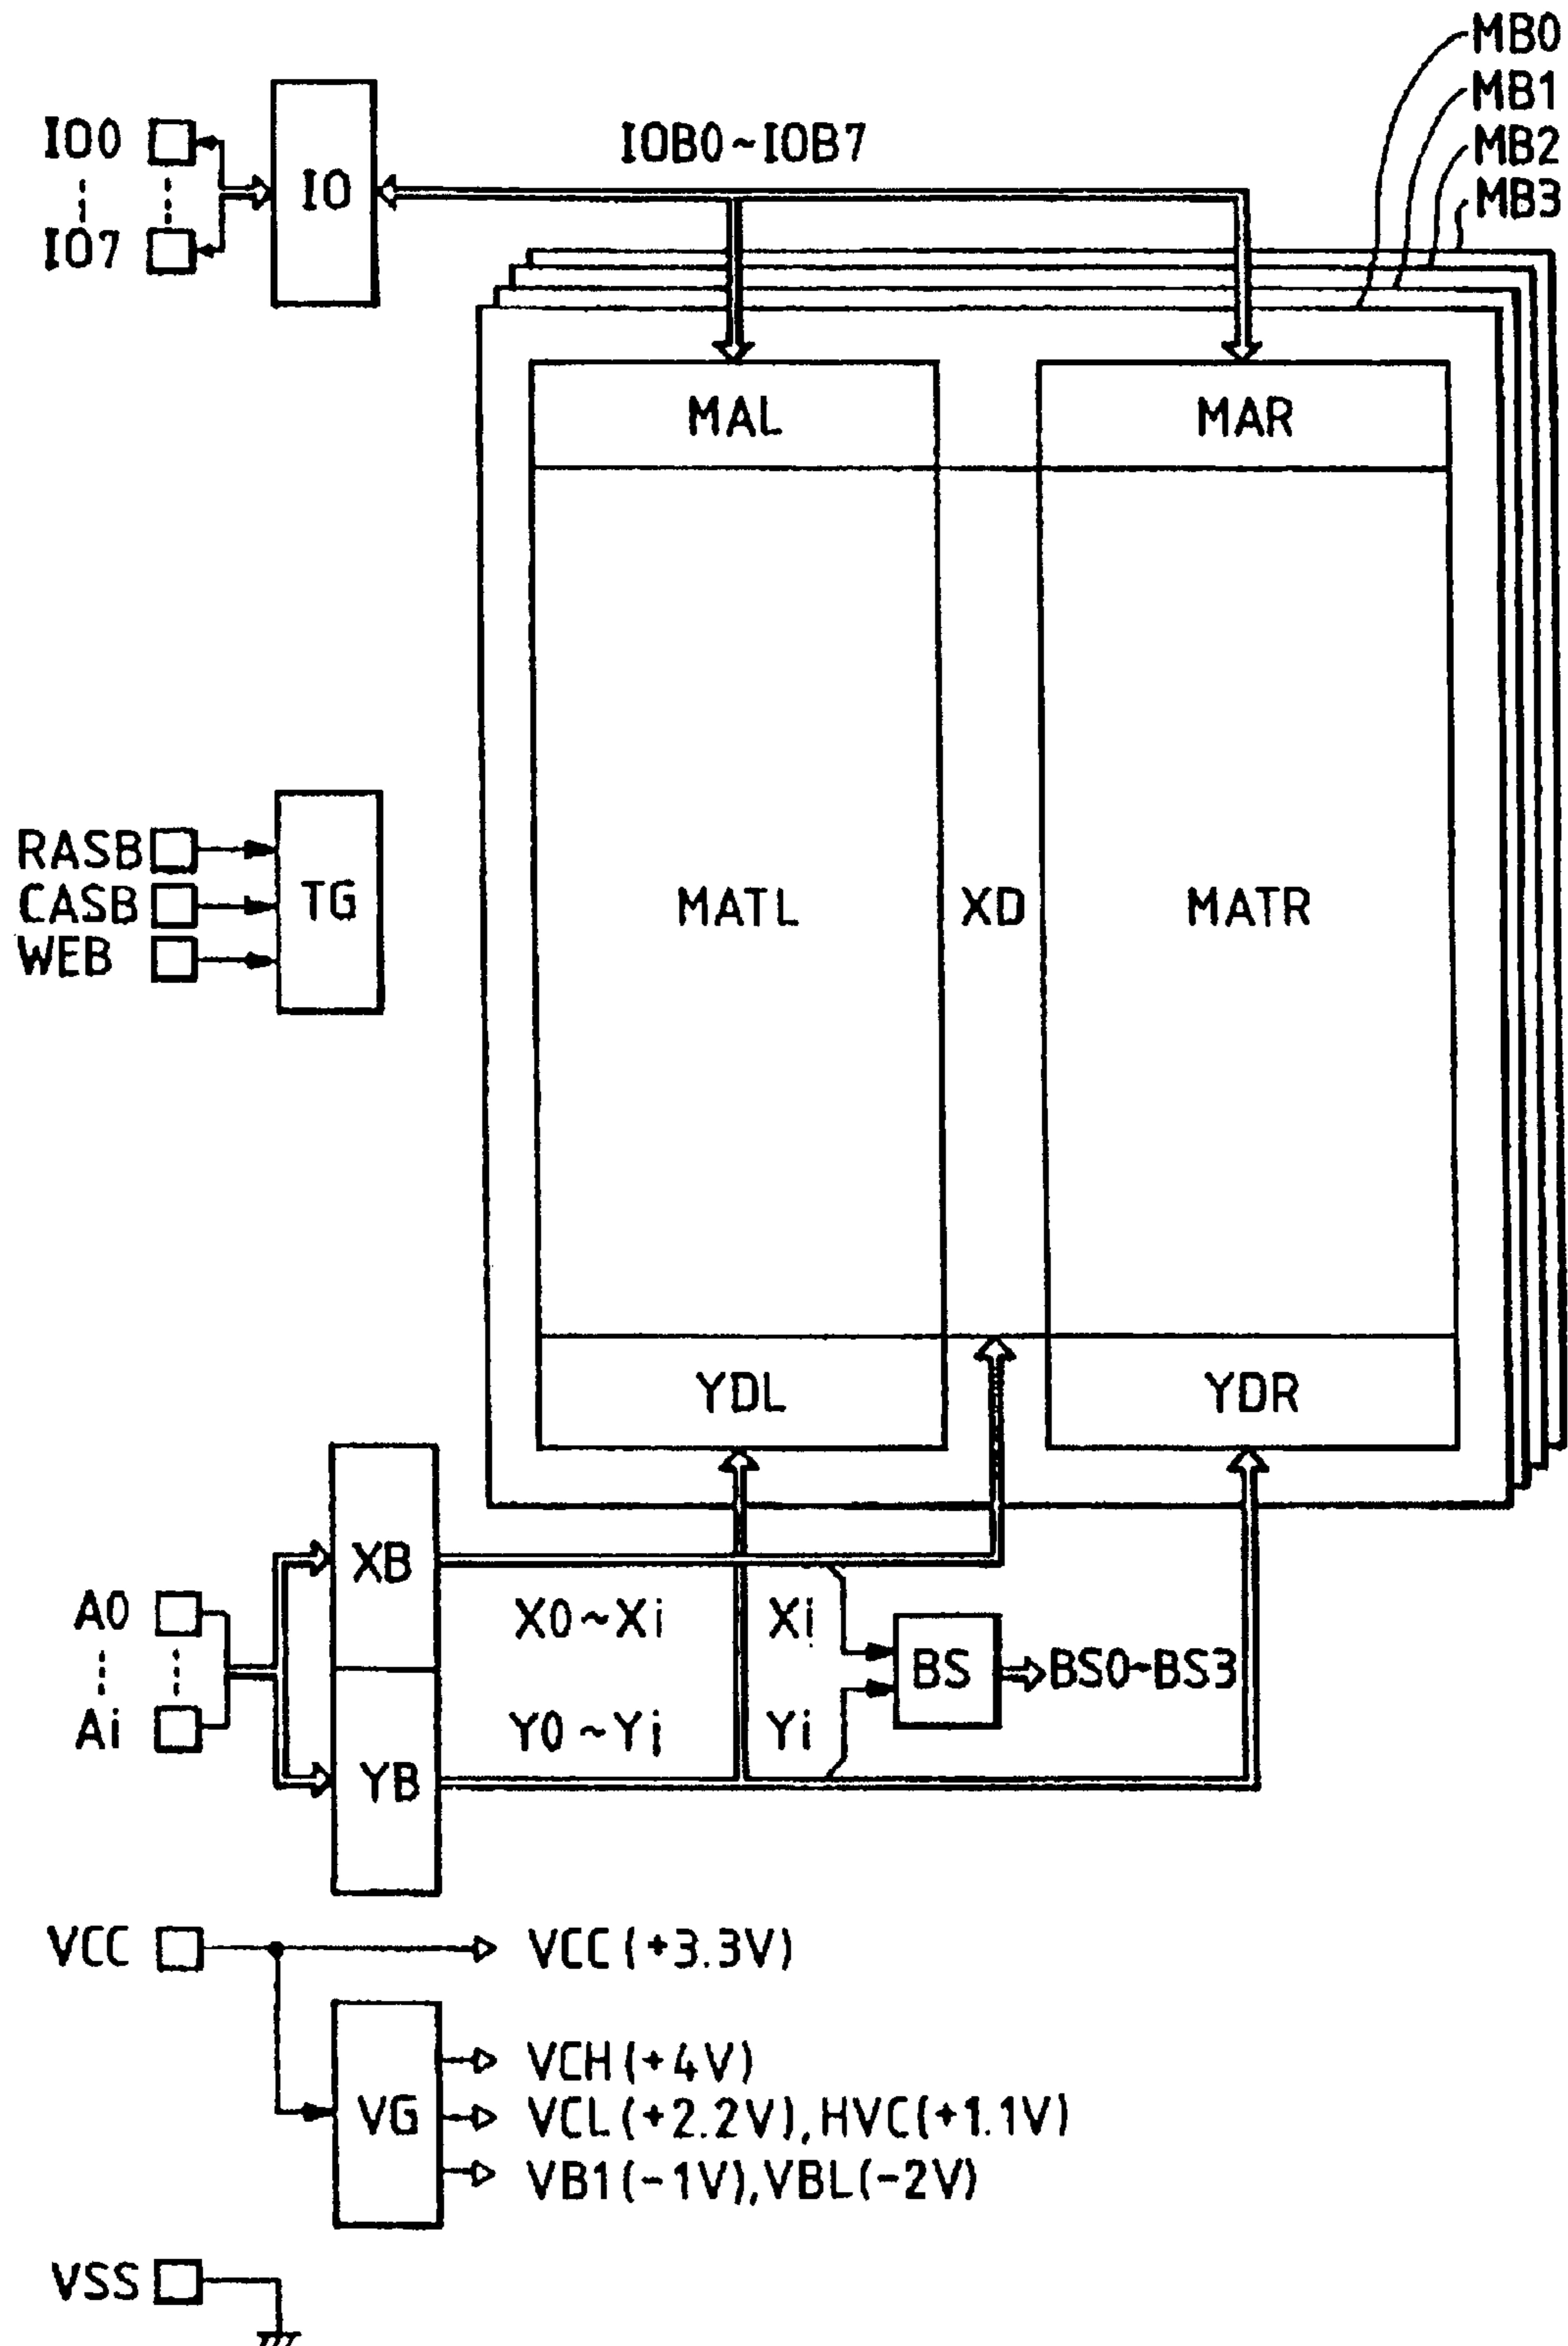 MB0
MB1
MB2
MB3
IO0
IO7
IO
IOB0~IOB7
MAL
MAR
RASB
CASB
WEB
TG
MATL
XD
MATR
YDL
YDR
XB
YB
A0
Ai
X0~Xi
Y0~Yi
Xi
Yi
BS
BS0~BS3
VCC
VCC(+3.3V)
VG
VCH(+4V)
VCL(+2.2V),HVC(+1.1V)
VB1(-1V),VBL(-2V)
VSS